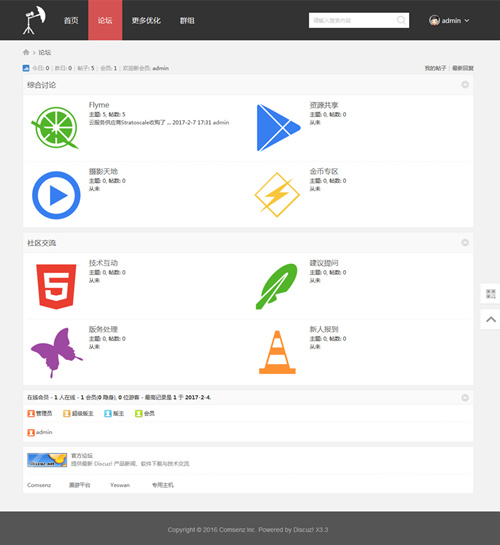 首页 论坛 更多优化 群组 请输入搜索内容 admin
论坛
今日: 0 | 昨日: 0 | 帖子: 5 | 会员: 1 | 欢迎新会员: admin 我的帖子 | 最新回复
综合讨论
Flyme 资源共享
主题: 5, 帖数: 5 主题: 0, 帖数: 0
云服务供应商Stratoscale收购了 ... 2017-2-7 17:31 admin 从未
摄影天地 金币专区
主题: 0, 帖数: 0 主题: 0, 帖数: 0
从未 从未
社区交流
技术互动 建议提问
主题: 0, 帖数: 0 主题: 0, 帖数: 0
从未 从未
版务处理 新人报到
主题: 0, 帖数: 0 主题: 0, 帖数: 0
从未 从未
在线会员 - 1 人在线 - 1 会员(0 隐身), 0 位游客 - 最高记录是 1 于 2017-2-4.
管理员 超级版主 版主 会员
admin
官方论坛
提供最新 Discuz! 产品新闻、软件下载与技术交流
Comsenz 漫游平台 Yeswan 专用主机
Copyright © 2016 Comsenz Inc. Powered by Discuz! X3.3